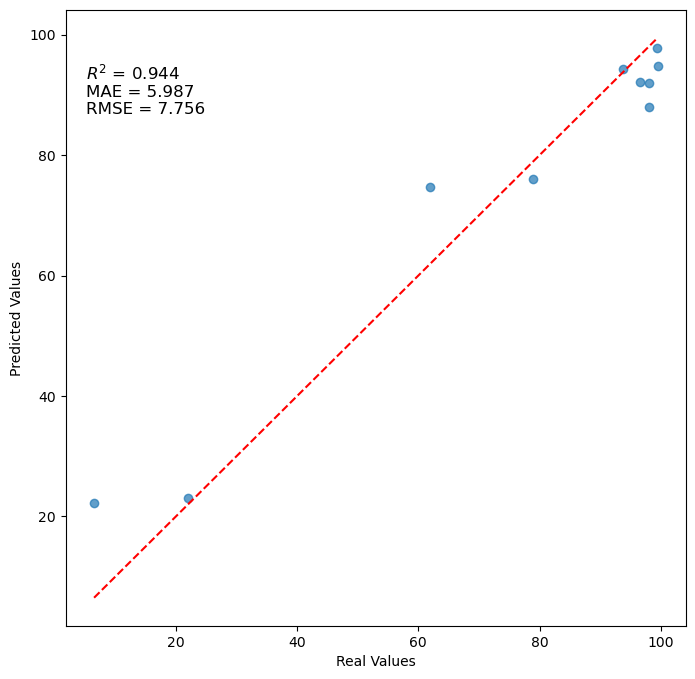 100
80
60
40
20
Predicted Values
R² = 0.944
MAE = 5.987
RMSE = 7.756
20 40 60 80 100
Real Values